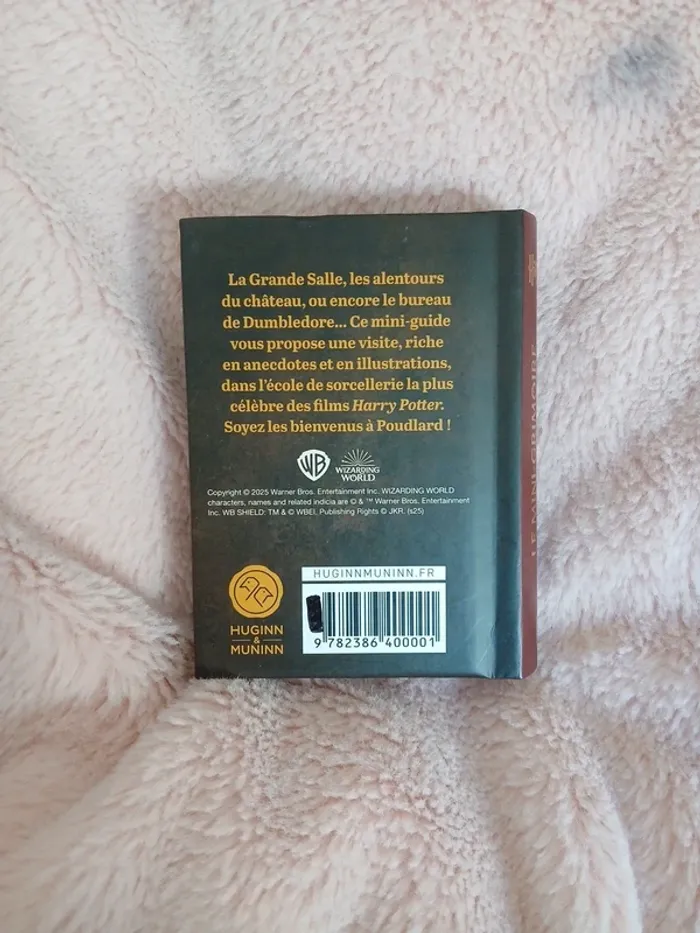 La Grande Salle, les alentours
du château, ou encore le bureau
de Dumbledore... Ce mini-guide
vous propose une visite, riche
en anecdotes et en illustrations,
dans l'école de sorcellerie la plus
célèbre des films Harry Potter.
Soyez les bienvenus à Poudlard !
WB
WIZARDING
WORLD
Copyright © 2025 Warner Bros. Entertainment Inc. WIZARDING WORLD
characters, names and related indicia are © & ™ Warner Bros. Entertainment
Inc. WB SHIELD: TM & © WBEI. Publishing Rights © JKR. (s25)
HUGINN
&
MUNINN
HUGINNMUNINN.FR
9 782386 400001
LE MINI-GRIMOIRE